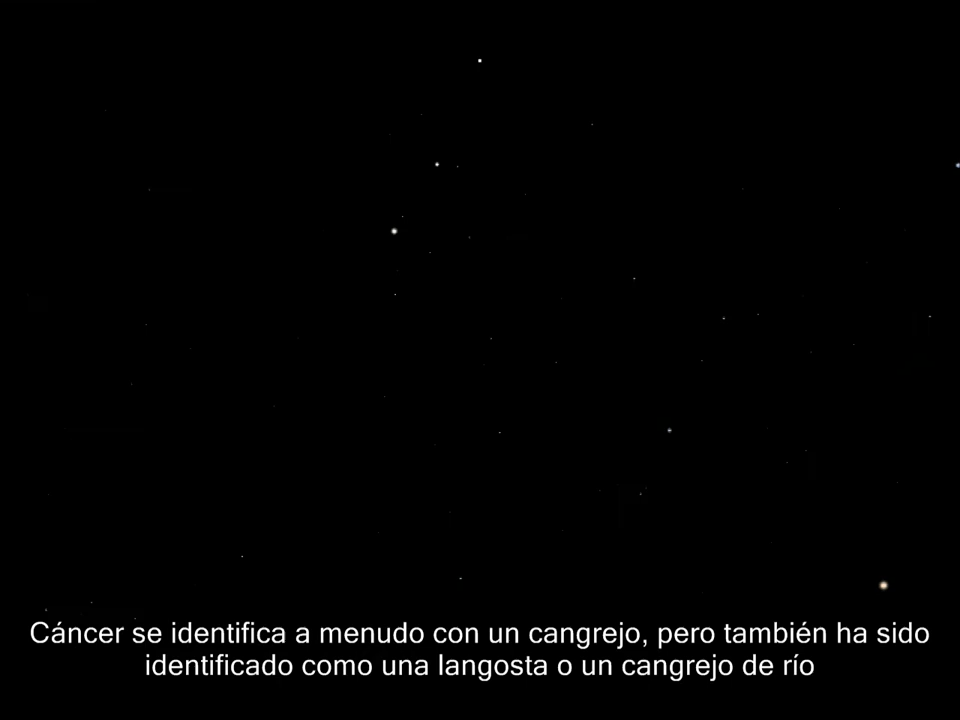 Cáncer se identifica a menudo con un cangrejo, pero también ha sido
identificado como una langosta o un cangrejo de río